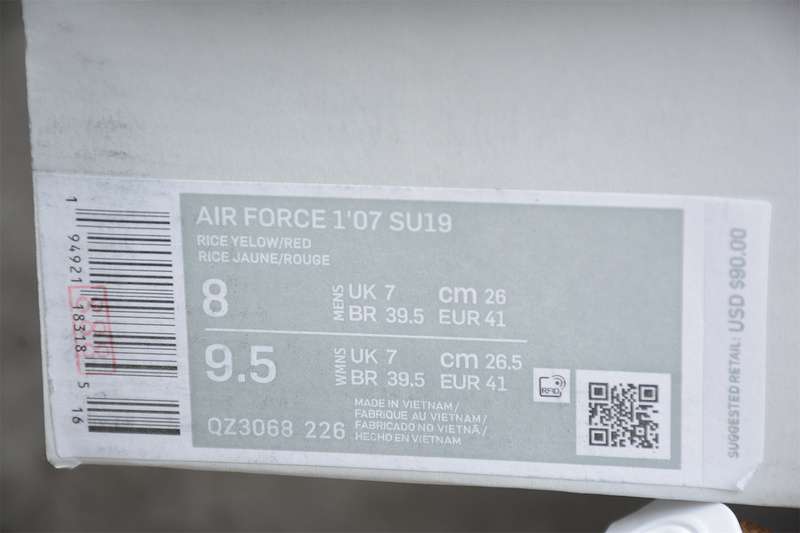 AIR FORCE 1'07 SU19
RICE YELOW/RED
RICE JAUNE/ROUGE
8
MENS
UK 7 cm 26
BR 39.5 EUR 41
9.5
WMNS
UK 7 cm 26.5
BR 39.5 EUR 41
MADE IN VIETNAM/
FABRIQUE AU VIETNAM/
FABRICADO NO VIETNÃ/
HECHO EN VIETNAM
QZ3068 226
RFID
1 94921 18318 5 16
SUGGESTED RETAIL: USD $90.00